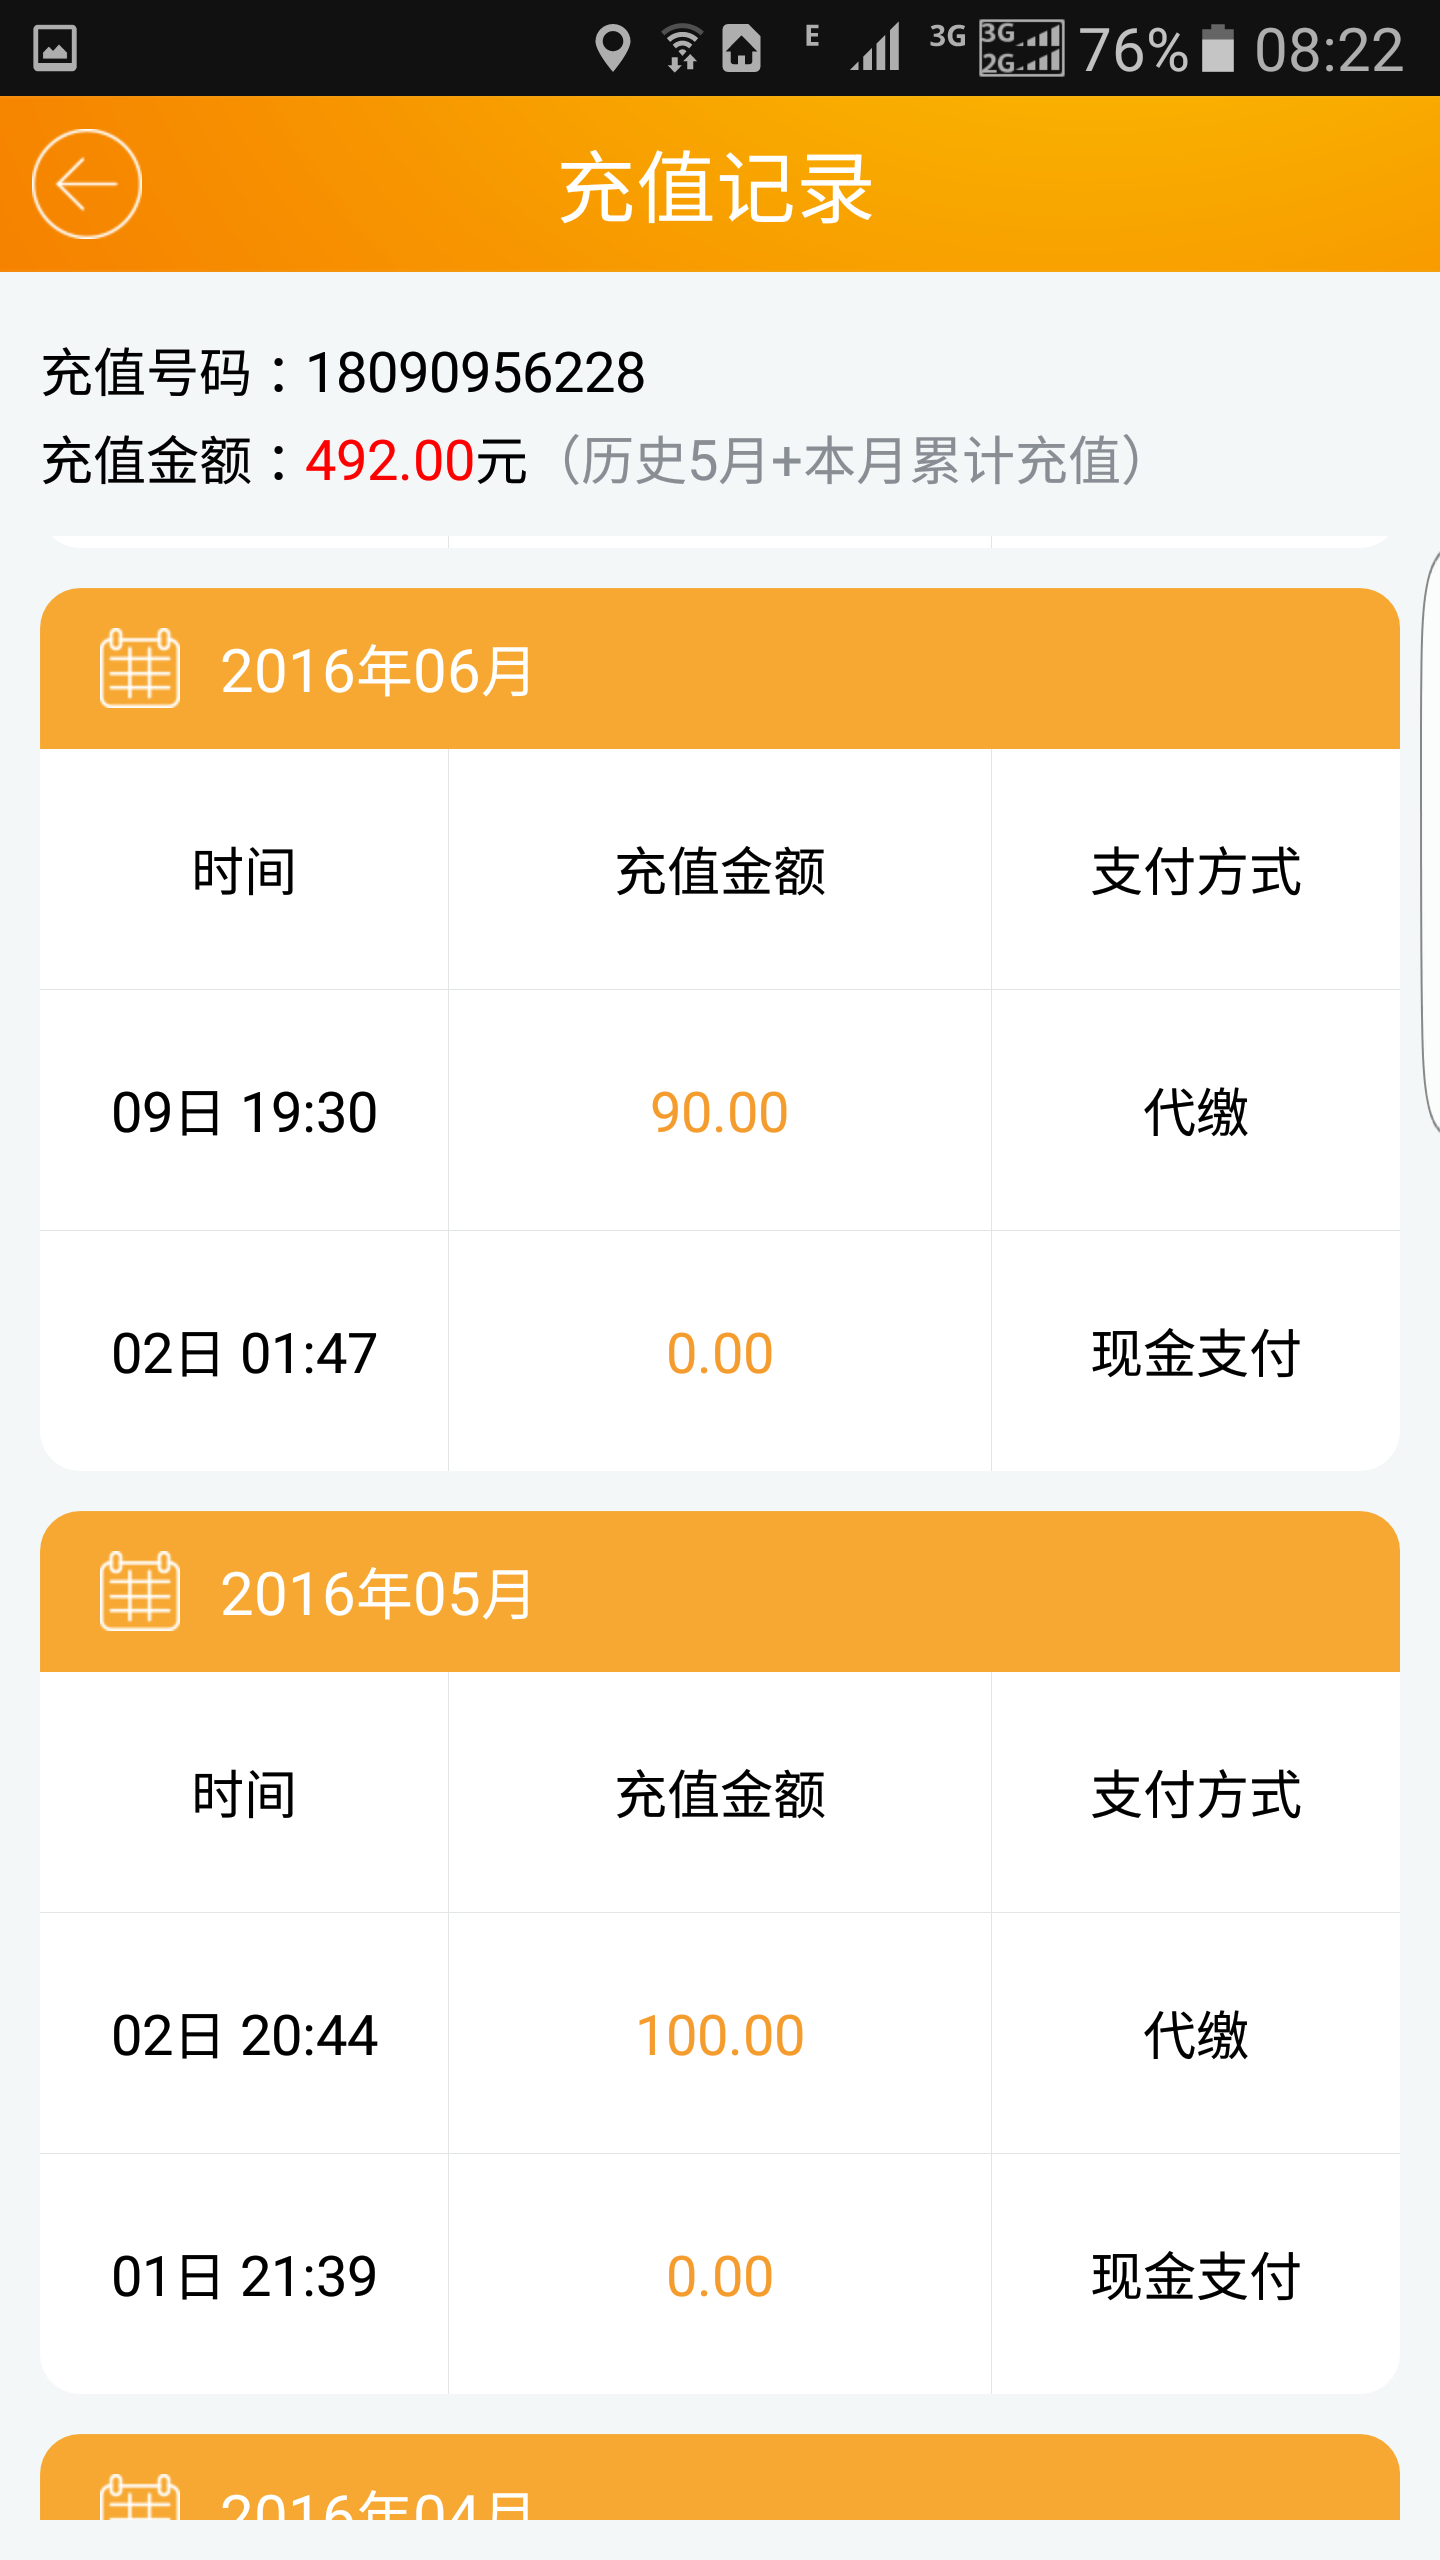 E 3G 3G 2G 76% 08:22
充值记录
充值号码：18090956228
充值金额：492.00元（历史5月+本月累计充值）
2016年06月
时间 充值金额 支付方式
09日 19:30 90.00 代缴
02日 01:47 0.00 现金支付
2016年05月
时间 充值金额 支付方式
02日 20:44 100.00 代缴
01日 21:39 0.00 现金支付
2016年04月